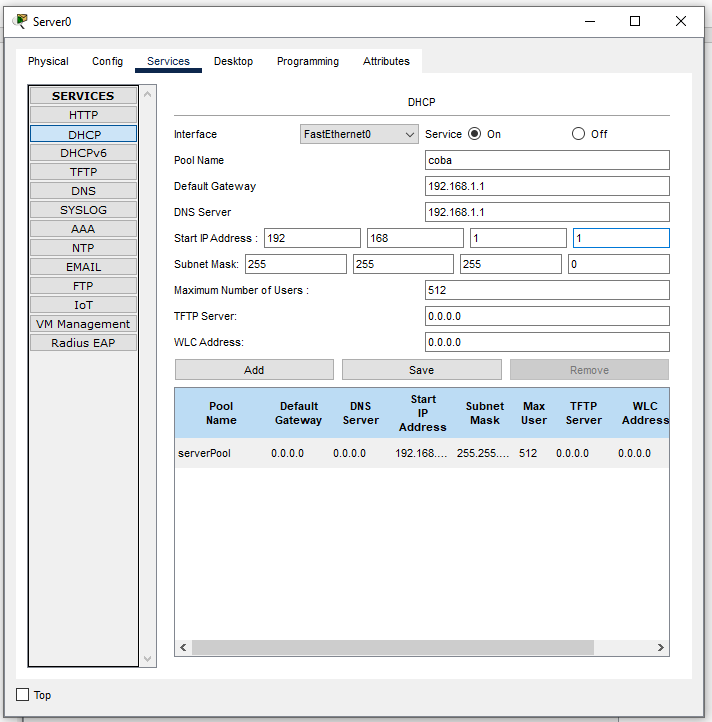 Server0
Physical Config Services Desktop Programming Attributes
SERVICES
HTTP
DHCP
DHCPv6
TFTP
DNS
SYSLOG
AAA
NTP
EMAIL
FTP
IoT
VM Management
Radius EAP
DHCP
Interface FastEthernet0 Service On Off
Pool Name coba
Default Gateway 192.168.1.1
DNS Server 192.168.1.1
Start IP Address : 192 168 1 1
Subnet Mask: 255 255 255 0
Maximum Number of Users : 512
TFTP Server: 0.0.0.0
WLC Address: 0.0.0.0
Add Save Remove
Pool Name Default Gateway DNS Server Start IP Address Subnet Mask Max User TFTP Server WLC Address
serverPool 0.0.0.0 0.0.0.0 192.168.... 255.255.... 512 0.0.0.0 0.0.0.0
Top